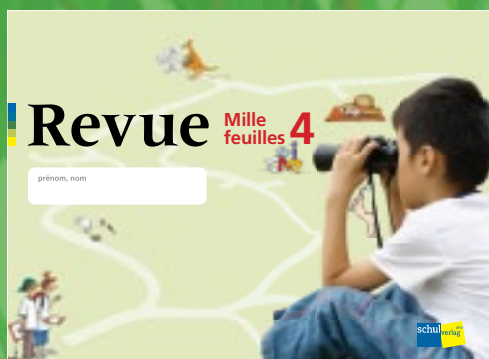 Revue
Mille
feuilles 4
prénom, nom
schul
verlag
plus